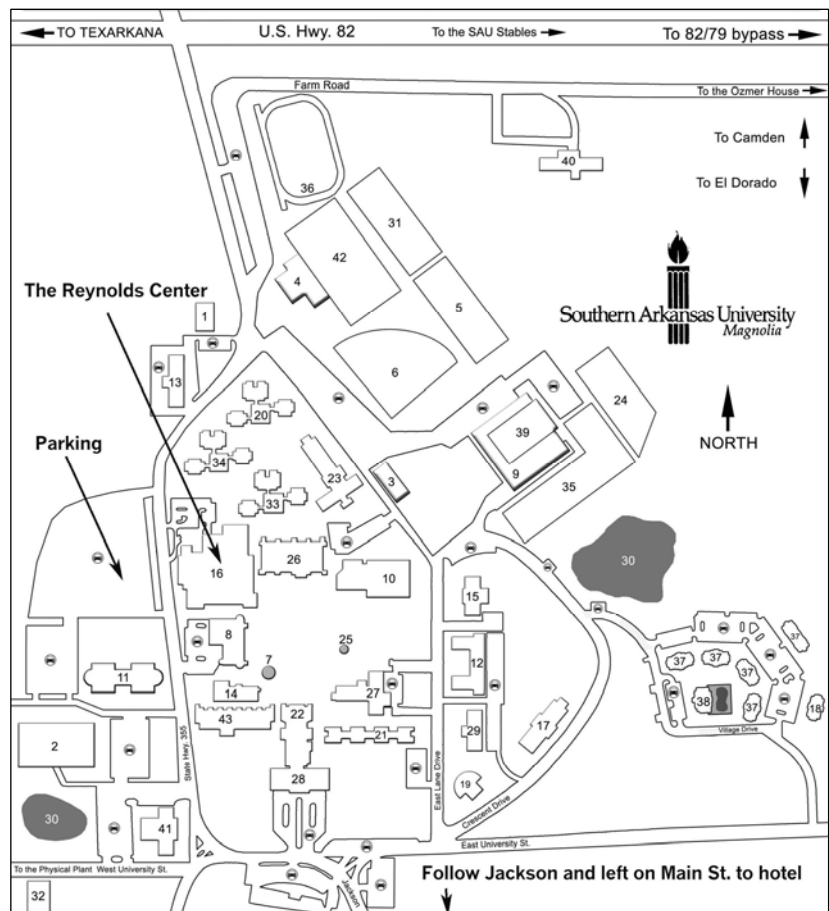 TO TEXARKANA
U.S. Hwy. 82
To the SAU Stables
To 82/79 bypass
Farm Road
To the Ozmer House
To Camden
To El Dorado
40
36
31
42
4
5
The Reynolds Center
Southern Arkansas University
Magnolia
1
6
13
24
20
39
NORTH
Parking
34
23
9
3
35
33
26
30
16
10
15
25
8
7
12
37
37
37
37
11
14
27
38
37
18
43
22
17
2
29
21
Village Drive
State Hwy. 355
28
19
East Lane Drive
Crescent Drive
30
41
East University St.
To the Physical Plant West University St.
Jackson
Follow Jackson and left on Main St. to hotel
32